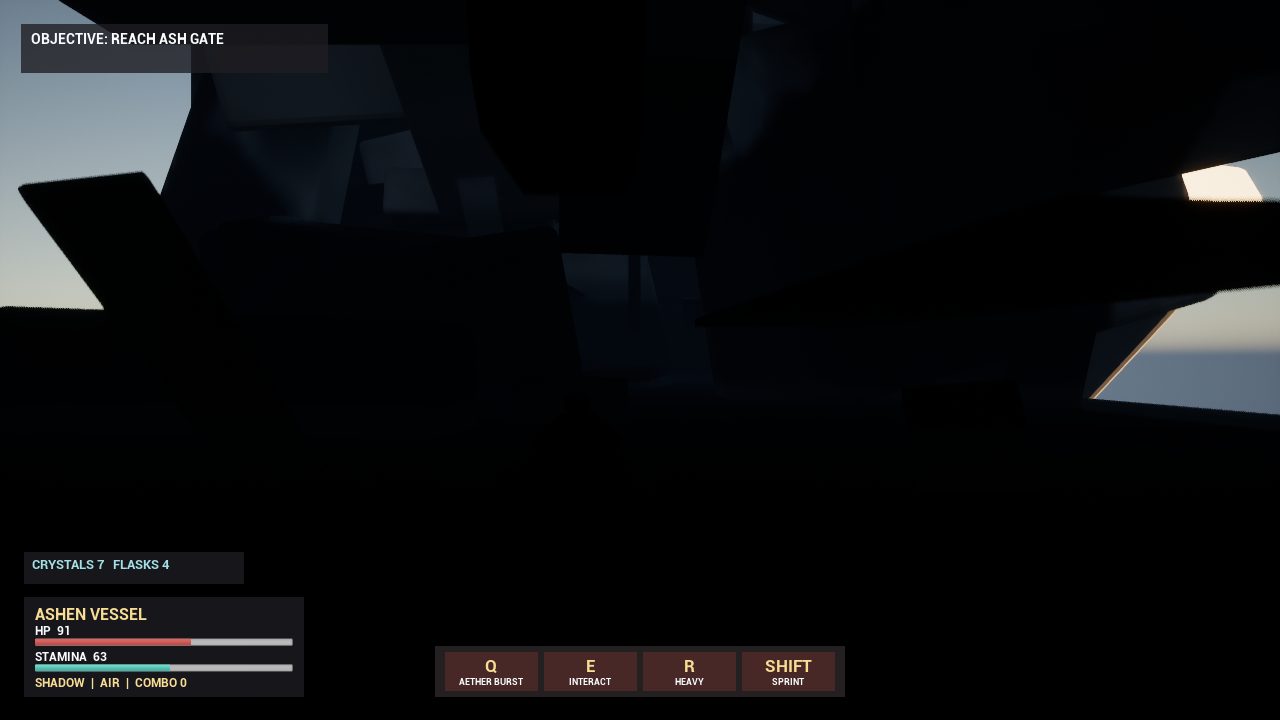 OBJECTIVE: REACH ASH GATE
CRYSTALS 7 FLASKS 4
ASHEN VESSEL
HP 91
STAMINA 63
SHADOW | AIR | COMBO 0
Q E R SHIFT
AETHER BURST INTERACT HEAVY SPRINT